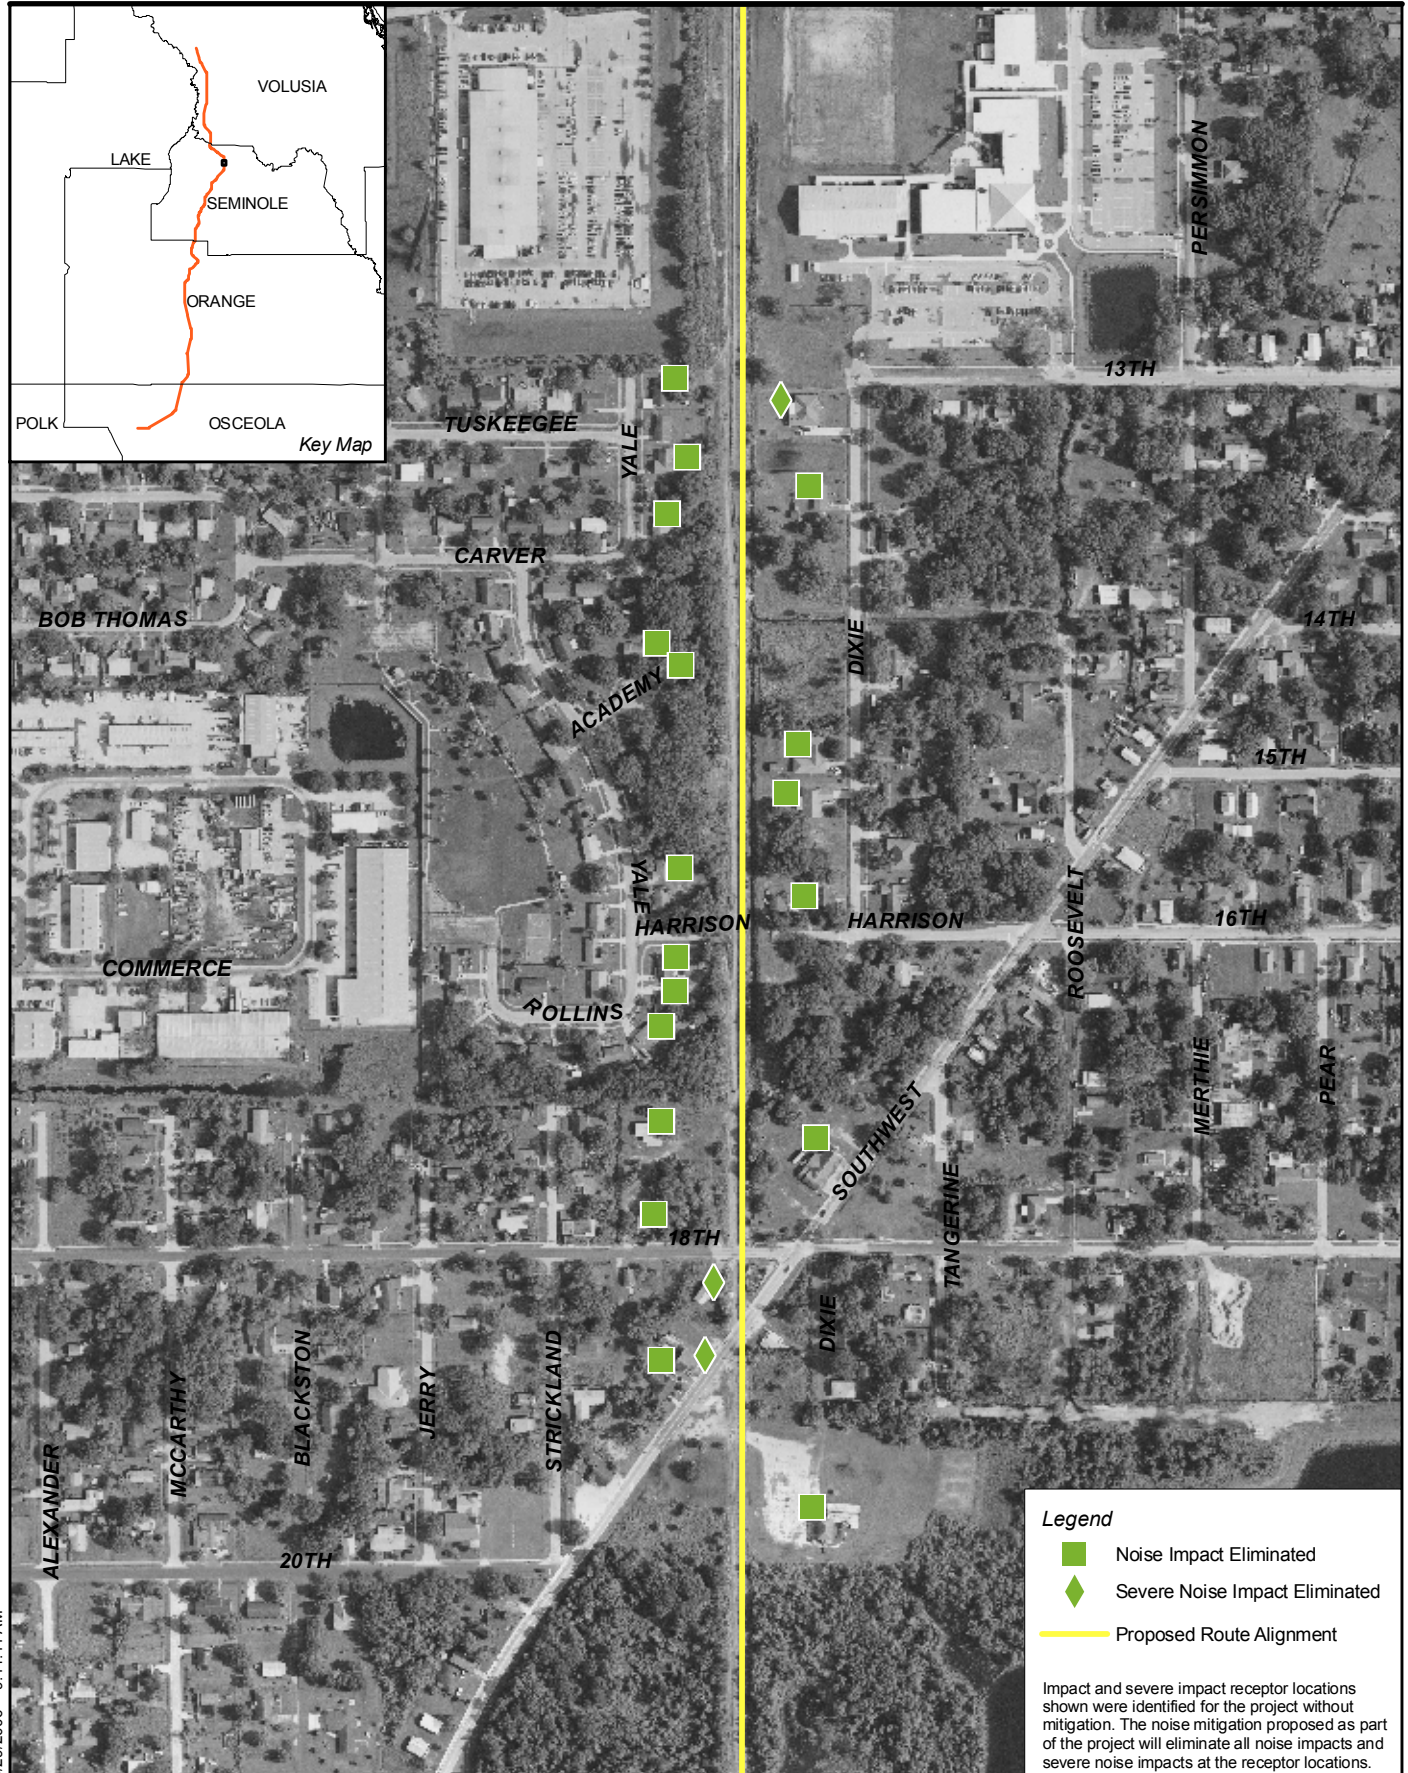 VOLUSIA
LAKE
SEMINOLE
ORANGE
POLK
OSCEOLA
Key Map
PERSIMMON
13TH
TUSKEEGEE
YALE
CARVER
BOB THOMAS
14TH
DIXIE
ACADEMY
15TH
YALE
HARRISON
HARRISON
ROOSEVELT
16TH
COMMERCE
ROLLINS
MERTHIE
PEAR
SOUTHWEST
TANGERINE
18TH
DIXIE
BLACKSTON
JERRY
STRICKLAND
MCCARTHY
ALEXANDER
20TH
Legend
Noise Impact Eliminated
Severe Noise Impact Eliminated
Proposed Route Alignment
Impact and severe impact receptor locations
shown were identified for the project without
mitigation. The noise mitigation proposed as part
of the project will eliminate all noise impacts and
severe noise impacts at the receptor locations.